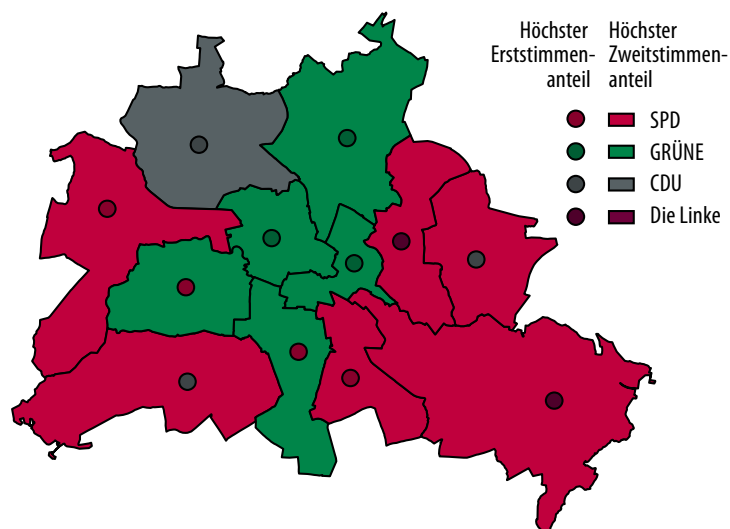 Höchster
Erststimmen-
anteil
Höchster
Zweitstimmen-
anteil
SPD
GRÜNE
CDU
Die Linke